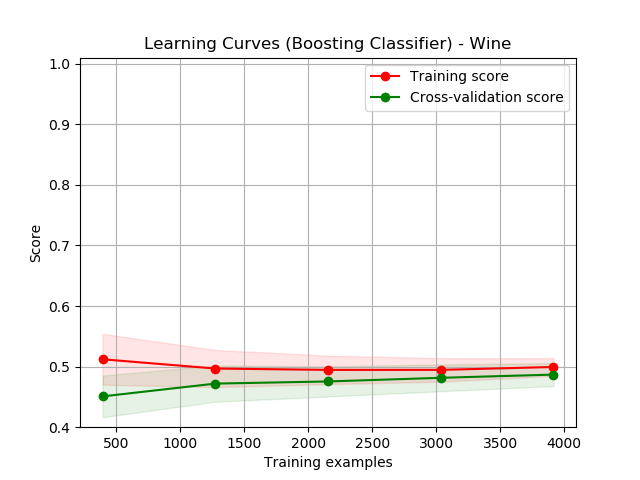 Learning Curves (Boosting Classifier) - Wine
1.0
0.9
0.8
0.7
0.6
0.5
0.4
Score
Training score
Cross-validation score
500 1000 1500 2000 2500 3000 3500 4000
Training examples